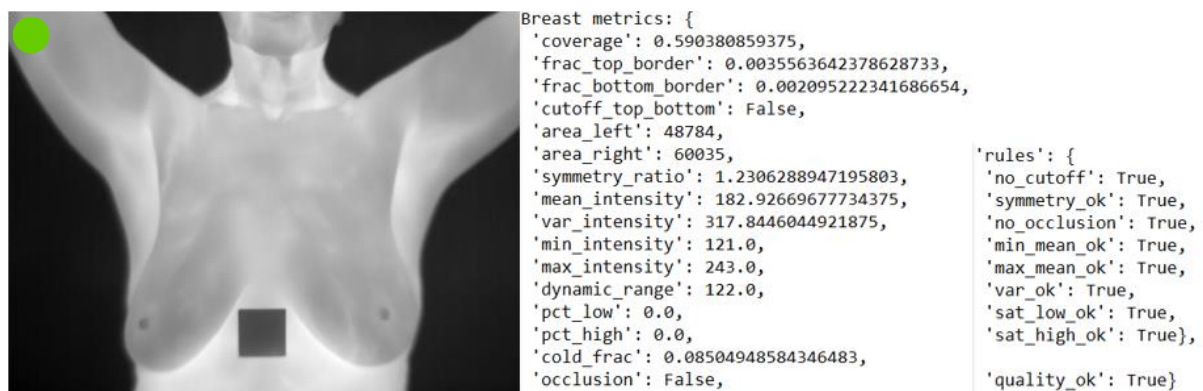 Breast metrics: {
'coverage': 0.590380859375,
'frac_top_border': 0.0035563642378628733,
'frac_bottom_border': 0.002095222341686654,
'cutoff_top_bottom': False,
'area_left': 48784,
'area_right': 60035,
'symmetry_ratio': 1.2306288947195803,
'mean_intensity': 182.92669677734375,
'var_intensity': 317.8446044921875,
'min_intensity': 121.0,
'max_intensity': 243.0,
'dynamic_range': 122.0,
'pct_low': 0.0,
'pct_high': 0.0,
'cold_frac': 0.08504948584346483,
'occlusion': False,
'rules': {
'no_cutoff': True,
'symmetry_ok': True,
'no_occlusion': True,
'min_mean_ok': True,
'max_mean_ok': True,
'var_ok': True,
'sat_low_ok': True,
'sat_high_ok': True},
'quality_ok': True}